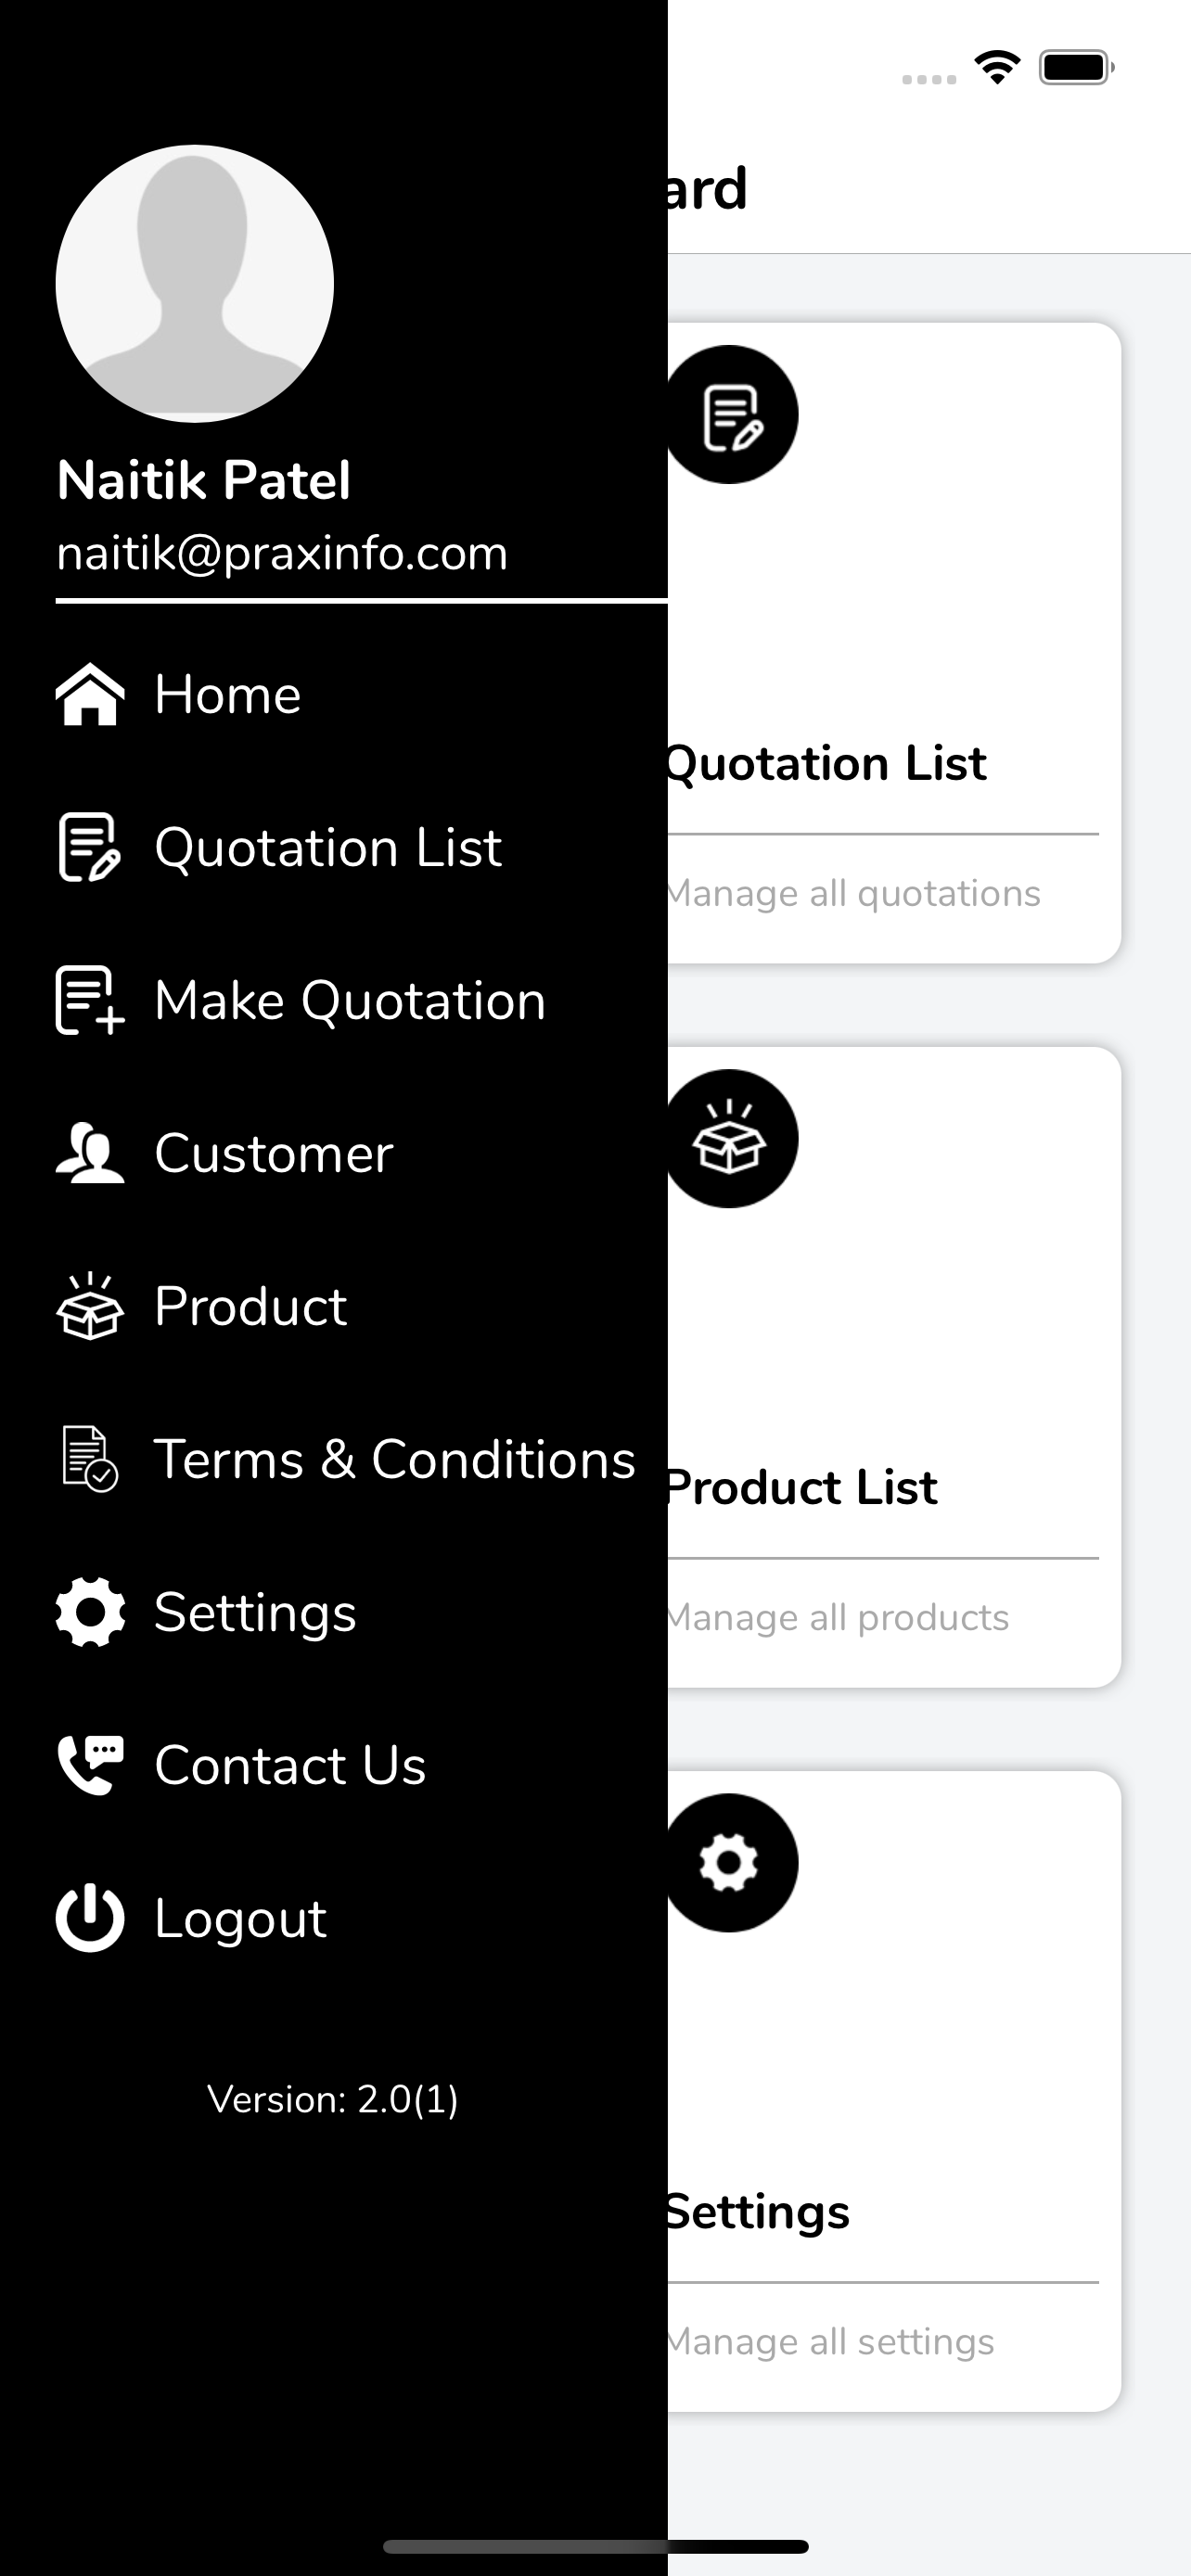 ard
Naitik Patel
naitik@praxinfo.com
Home
Quotation List
Make Quotation
Customer
Product
Terms & Conditions
Settings
Contact Us
Logout
Version: 2.0(1)
Quotation List
Manage all quotations
Product List
Manage all products
Settings
Manage all settings